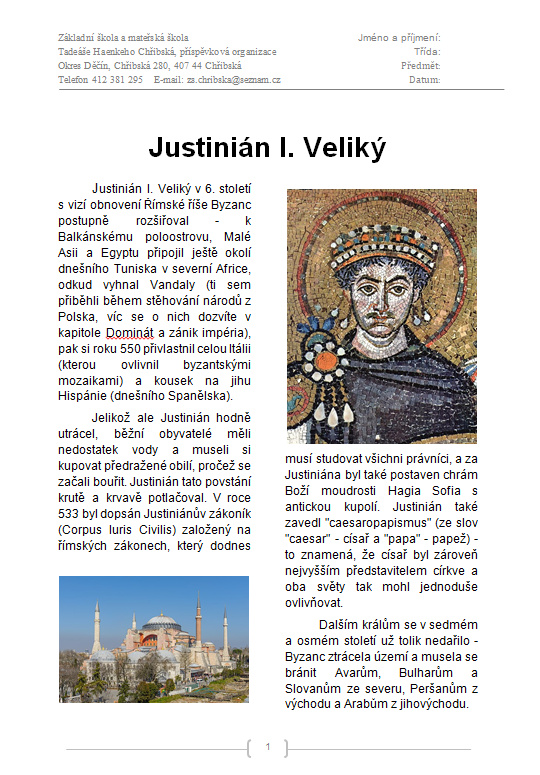 Základní škola a mateřská škola
Tadeáše Haenkeho Chřibská, příspěvková organizace
Okres Děčín, Chřibská 280, 407 44 Chřibská
Telefon 412 381 295 E-mail: zs.chribska@seznam.cz
Jméno a příjmení:
Třída:
Předmět:
Datum:
Justinián I. Veliký
Justinián I. Veliký v 6. století
s vizí obnovení Římské říše Byzanc
postupně rozšiřoval - k
Balkánskému poloostrovu, Malé
Asii a Egyptu připojil ještě okolí
dnešního Tuniska v severní Africe,
odkud vyhnal Vandaly (ti sem
přiběhli během stěhování národů z
Polska, víc se o nich dozvíte v
kapitole Dominát a zánik impéria),
pak si roku 550 přivlastnil celou Itálii
(kterou ovlivnil byzantskými
mozaikami) a kousek na jihu
Hispánie (dnešního Spanělska).
Jelikož ale Justinián hodně
utrácel, běžní obyvatelé měli
nedostatek vody a museli si
kupovat předražené obilí, pročež se
začali bouřit. Justinián tato povstání
krutě a krvavě potlačoval. V roce
533 byl dopsán Justiniánův zákoník
(Corpus Iuris Civilis) založený na
římských zákonech, který dodnes
musí studovat všichni právníci, a za
Justiniána byl také postaven chrám
Boží moudrosti Hagia Sofia s
antickou kupolí. Justinián také
zavedl "caesaropapismus" (ze slov
"caesar" - císař a "papa" - papež) -
to znamená, že císař byl zároveň
nejvyšším představitelem církve a
oba světy tak mohl jednoduše
ovlivňovat.
Dalším králům se v sedmém
a osmém století už tolik nedařilo -
Byzanc ztrácela území a musela se
bránit Avarům, Bulharům a
Slovanům ze severu, Peršanům z
východu a Arabům z jihovýchodu.
1